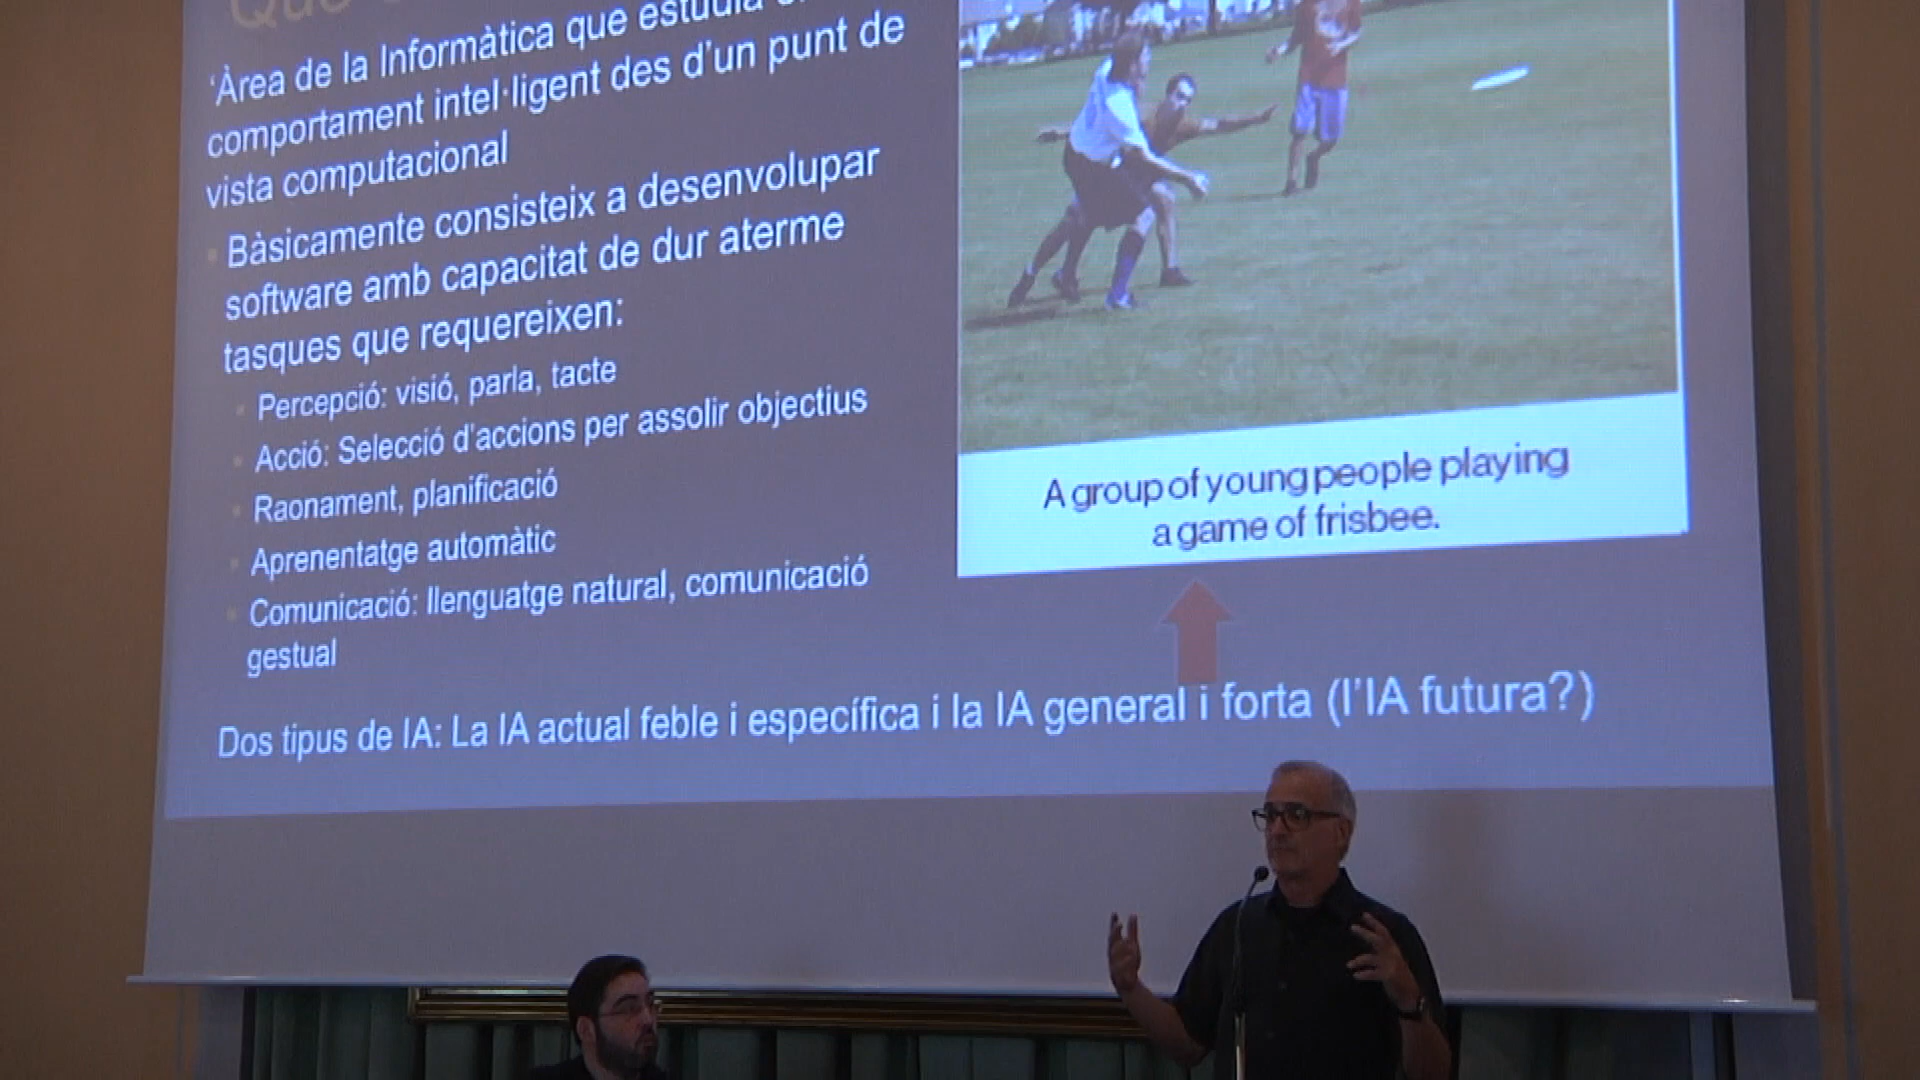 Què
'Àrea de la Informàtica que estudia
comportament intel·ligent des d'un punt de
vista computacional
Bàsicamente consisteix a desenvolupar
software amb capacitat de dur aterme
tasques que requereixen:
Percepció: visió, parla, tacte
Acció: Selecció d'accions per assolir objectius
Raonament, planificació
Aprenentatge automàtic
Comunicació: llenguatge natural, comunicació
gestual
A group of young people playing
a game of frisbee.
Dos tipus de IA: La IA actual feble i específica i la IA general i forta (l'IA futura?)